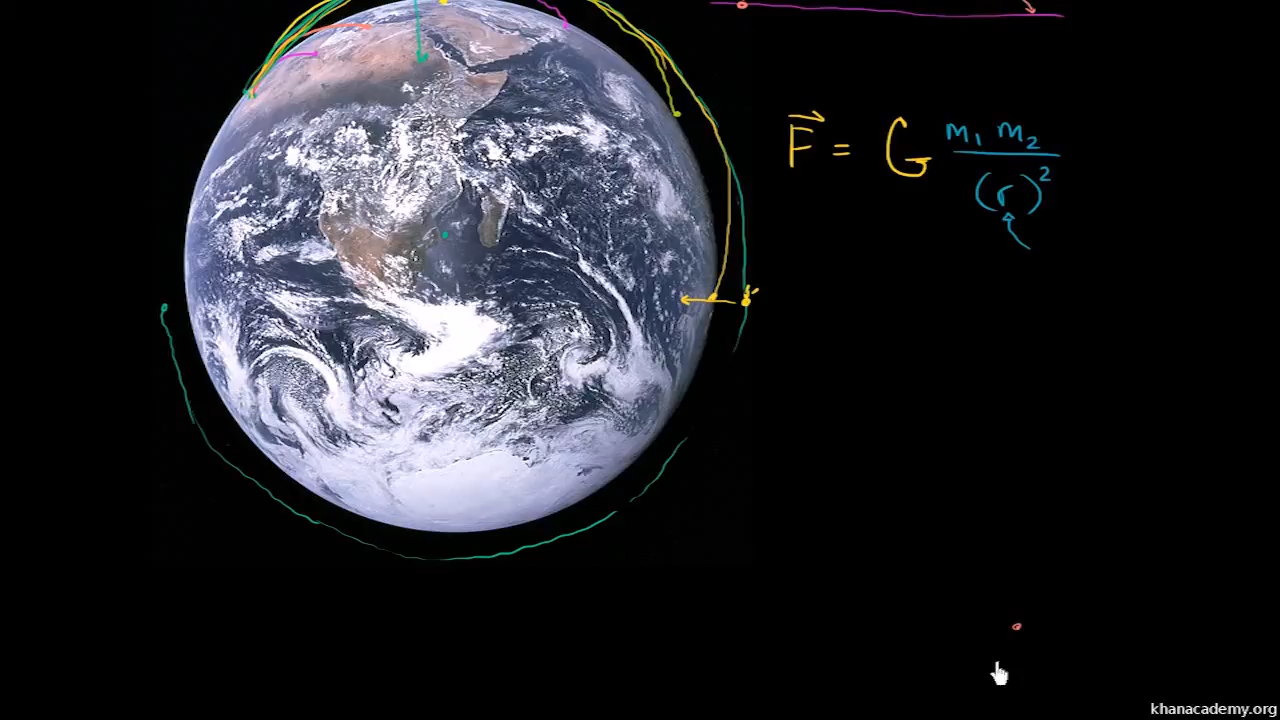 F⃗ = G m₁ m₂ / (r)²
khanacademy.org